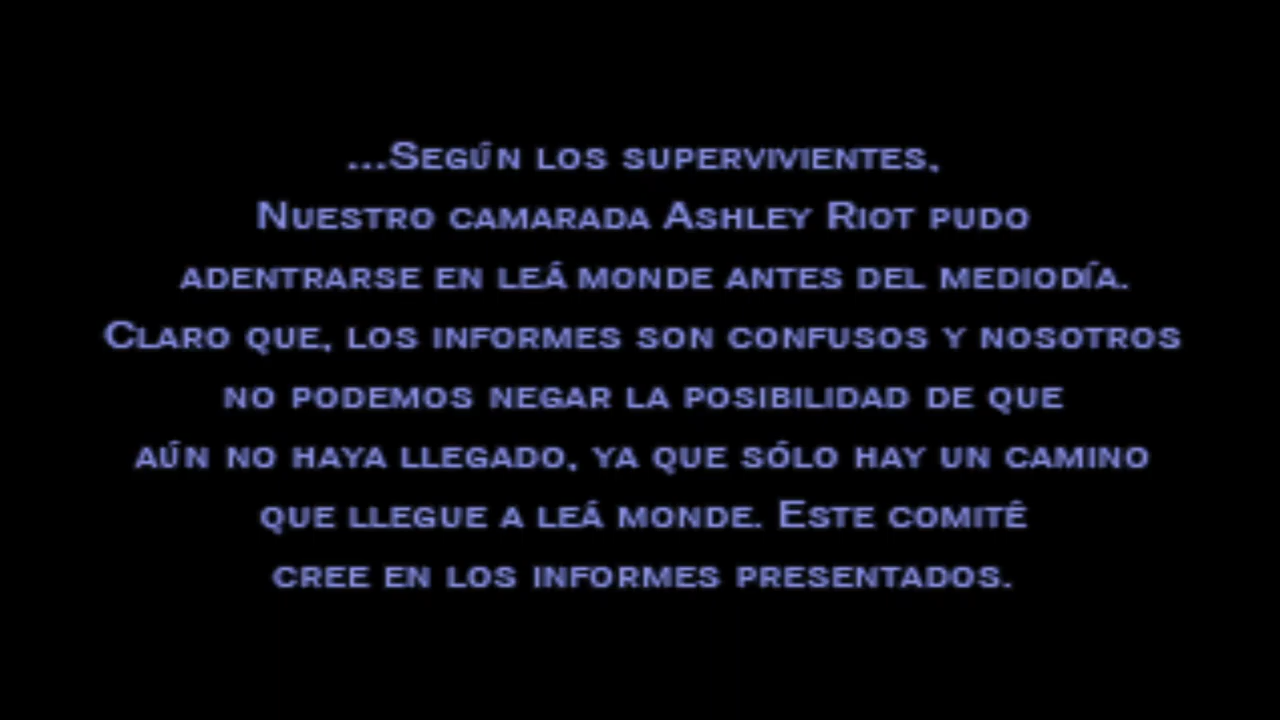 ...Según los supervivientes,
Nuestro camarada Ashley Riot pudo
adentrarse en leá monde antes del mediodía.
Claro que, los informes son confusos y nosotros
no podemos negar la posibilidad de que
aún no haya llegado, ya que sólo hay un camino
que llegue a leá monde. Este comité
cree en los informes presentados.